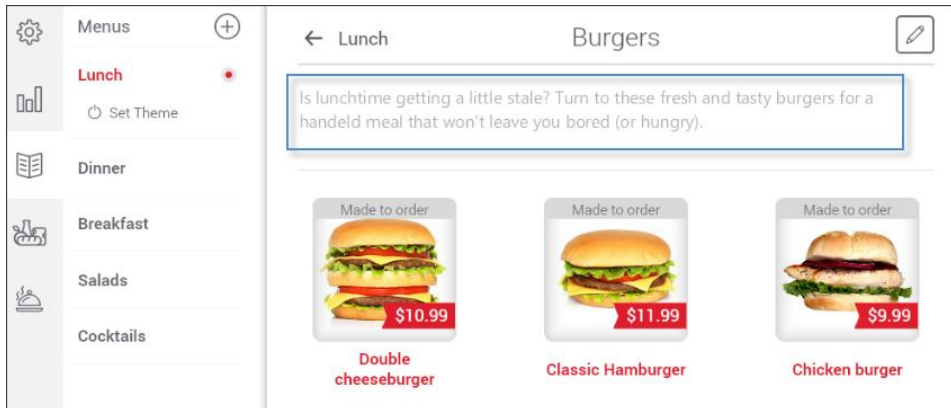 Menus
Lunch
Set Theme
Dinner
Breakfast
Salads
Cocktails
Lunch
Burgers
Is lunchtime getting a little stale? Turn to these fresh and tasty burgers for a
handeld meal that won't leave you bored (or hungry).
Made to order
$10.99
Double
cheeseburger
Made to order
$11.99
Classic Hamburger
Made to order
$9.99
Chicken burger